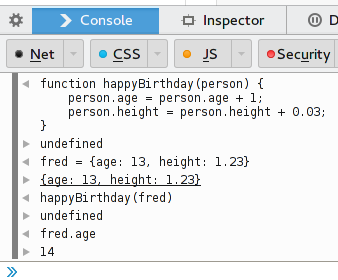 Console
Inspector
D
Net
CSS
JS
Security
function happyBirthday(person) {
    person.age = person.age + 1;
    person.height = person.height + 0.03;
}
undefined
fred = {age: 13, height: 1.23}
{age: 13, height: 1.23}
happyBirthday(fred)
undefined
fred.age
14